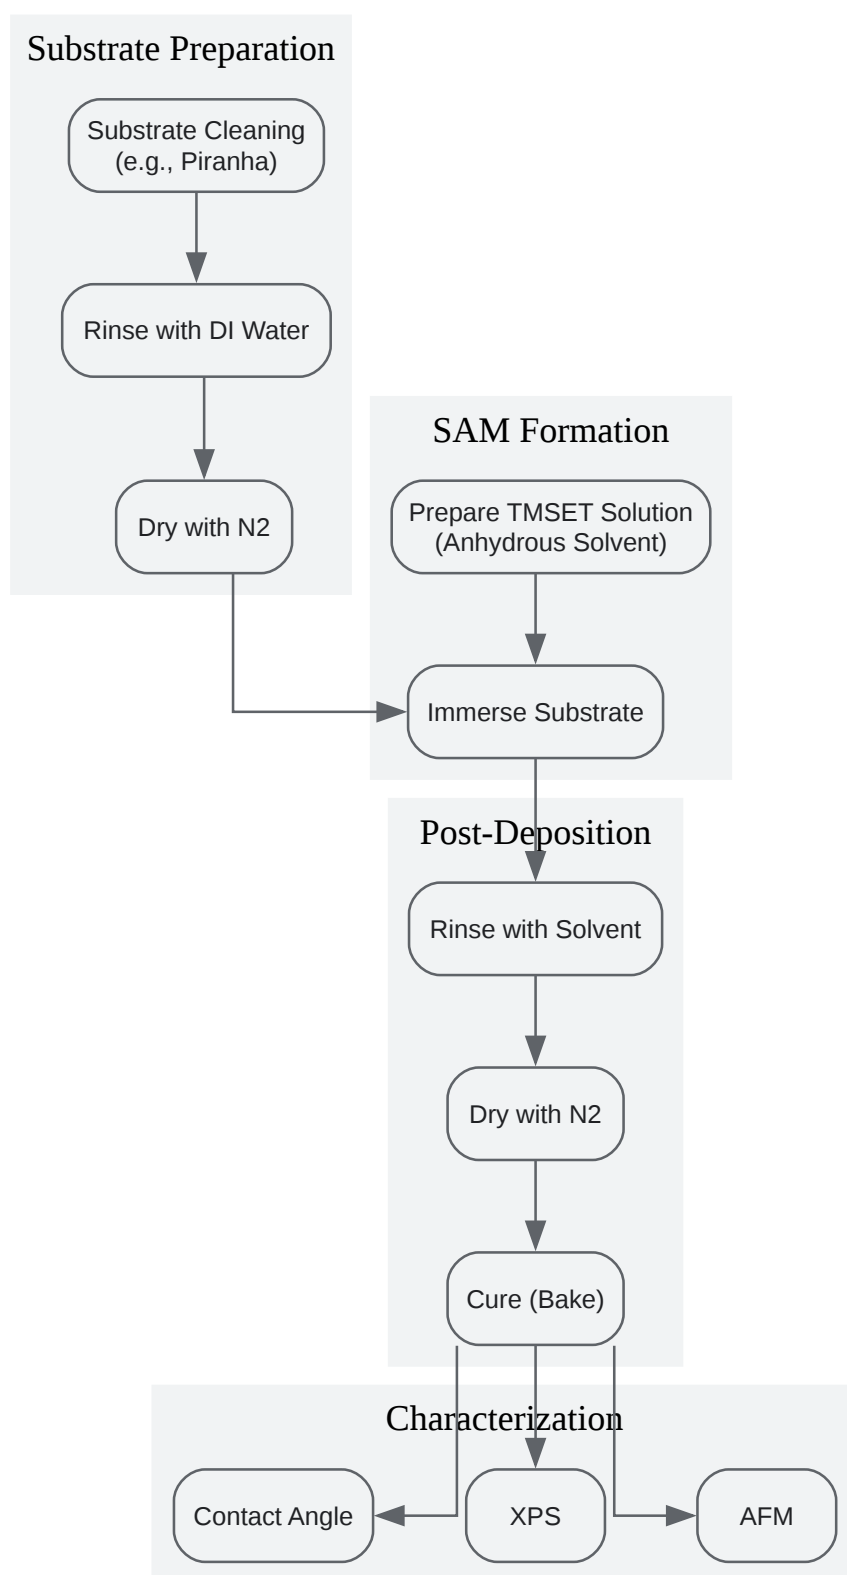 Substrate Preparation
Substrate Cleaning
(e.g., Piranha)
Rinse with DI Water
Dry with N2
SAM Formation
Prepare TMSET Solution
(Anhydrous Solvent)
Immerse Substrate
Post-Deposition
Rinse with Solvent
Dry with N2
Cure (Bake)
Characterization
Contact Angle
XPS
AFM